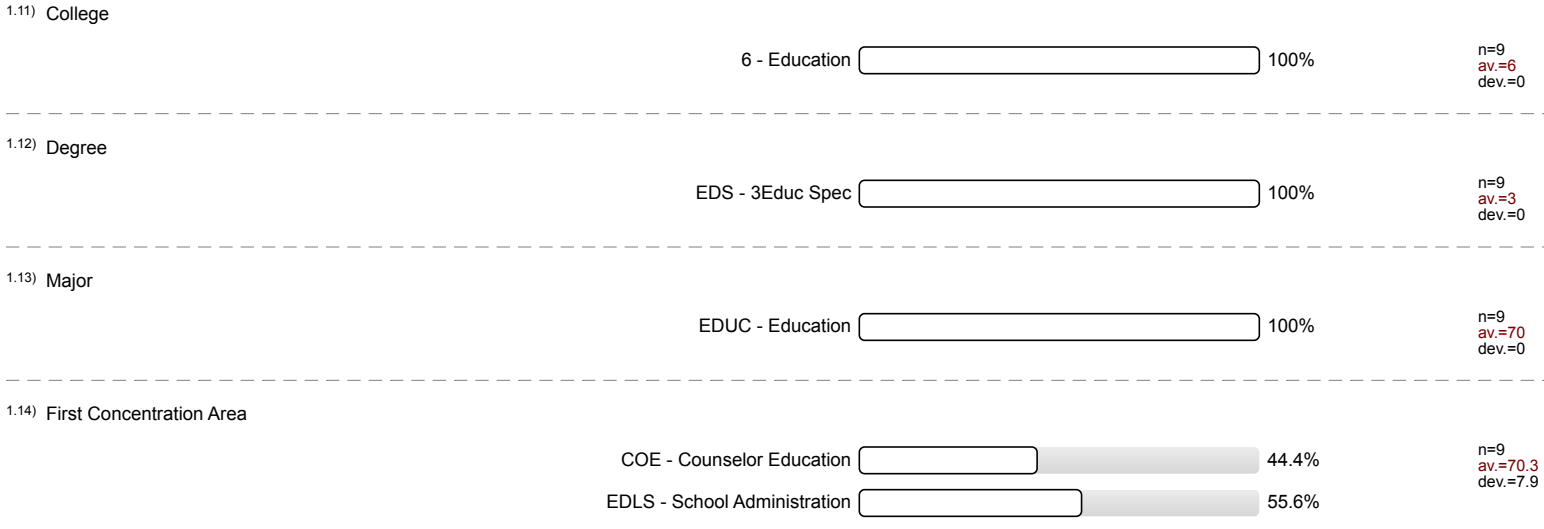 1.11) College
6 - Education 100%
n=9
av.=6
dev.=0
1.12) Degree
EDS - 3Educ Spec 100%
n=9
av.=3
dev.=0
1.13) Major
EDUC - Education 100%
n=9
av.=70
dev.=0
1.14) First Concentration Area
COE - Counselor Education 44.4%
EDLS - School Administration 55.6%
n=9
av.=70.3
dev.=7.9